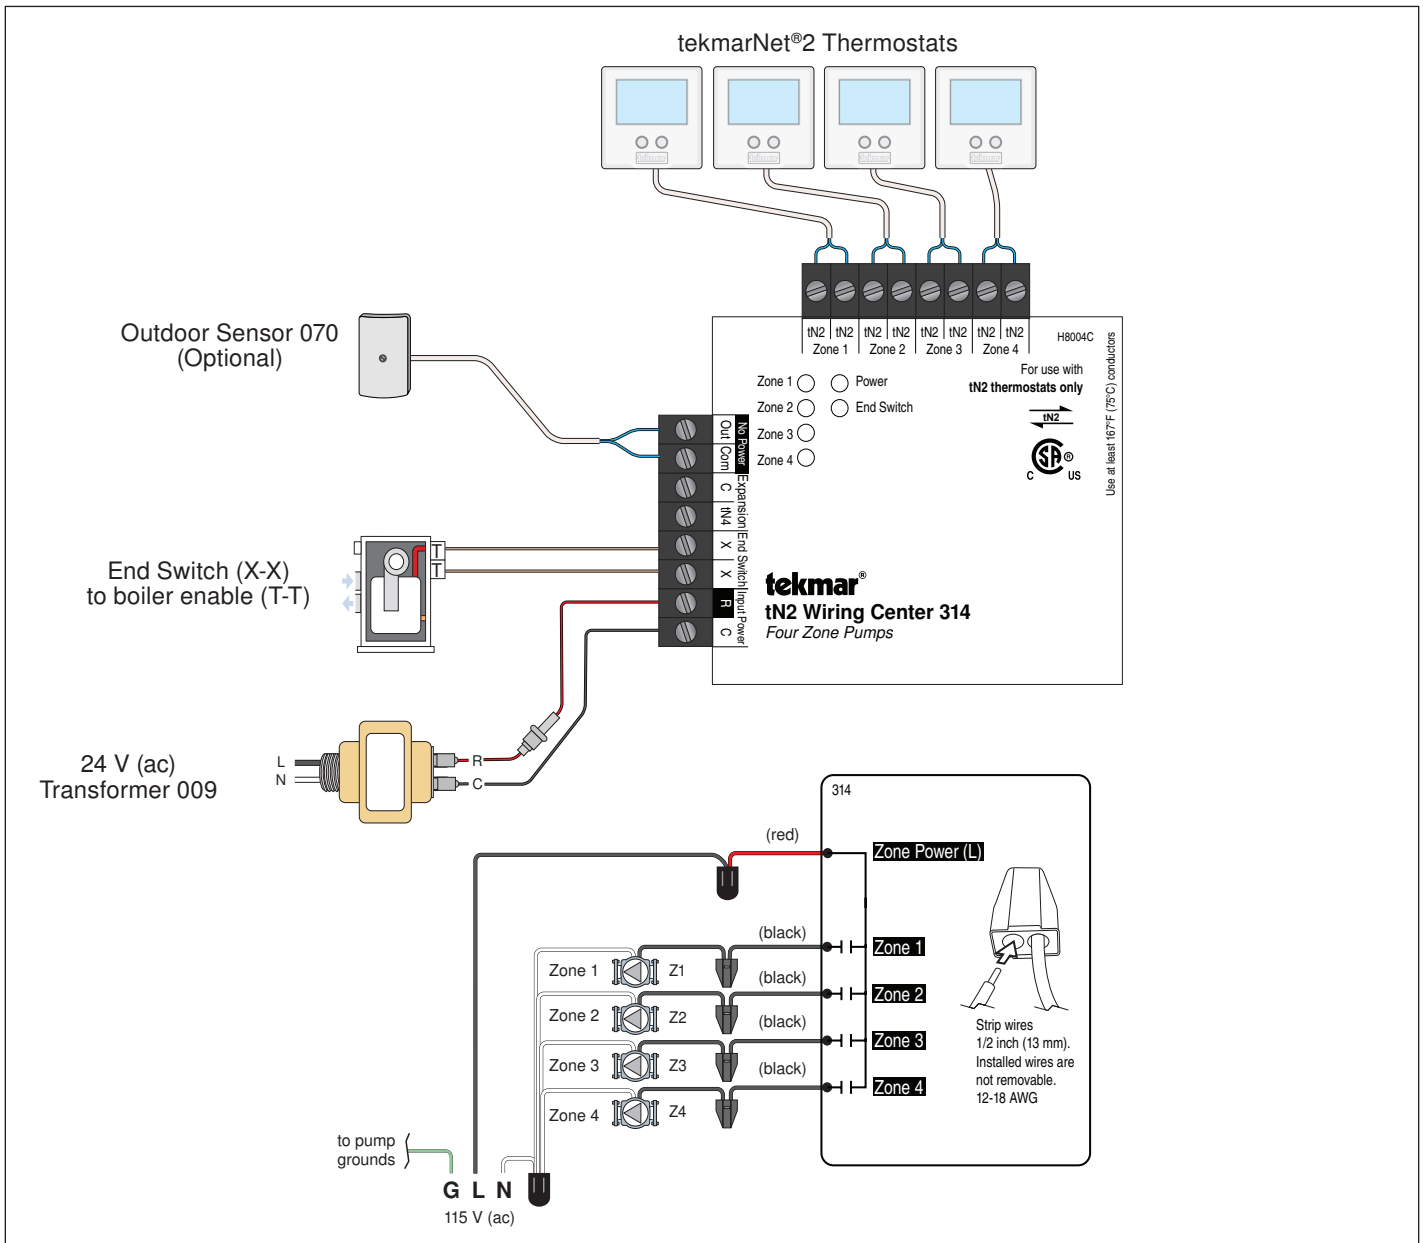 tekmarNet®2 Thermostats
tekmar
tekmar
tekmar
tekmar
Outdoor Sensor 070
(Optional)
tN2 tN2 tN2 tN2 tN2 tN2 tN2 tN2
Zone 1 Zone 2 Zone 3 Zone 4
H8004C
For use with
tN2 thermostats only
tN2
CSA ®
C US
Use at least 167°F (75°C) conductors
Zone 1
Zone 2
Zone 3
Zone 4
Power
End Switch
Out
Com
C
tN4
X
X
R
C
No Power
Expansion
End Switch
Input Power
tekmar®
tN2 Wiring Center 314
Four Zone Pumps
End Switch (X-X)
to boiler enable (T-T)
T
T
24 V (ac)
Transformer 009
L
N
R
C
314
(red)
Zone Power (L)
(black)
Zone 1
Zone 1 Z1
(black)
Zone 2
Zone 2 Z2
(black)
Zone 3
Zone 3 Z3
(black)
Zone 4
Zone 4 Z4
Strip wires
1/2 inch (13 mm).
Installed wires are
not removable.
12-18 AWG
to pump
grounds
G L N
115 V (ac)